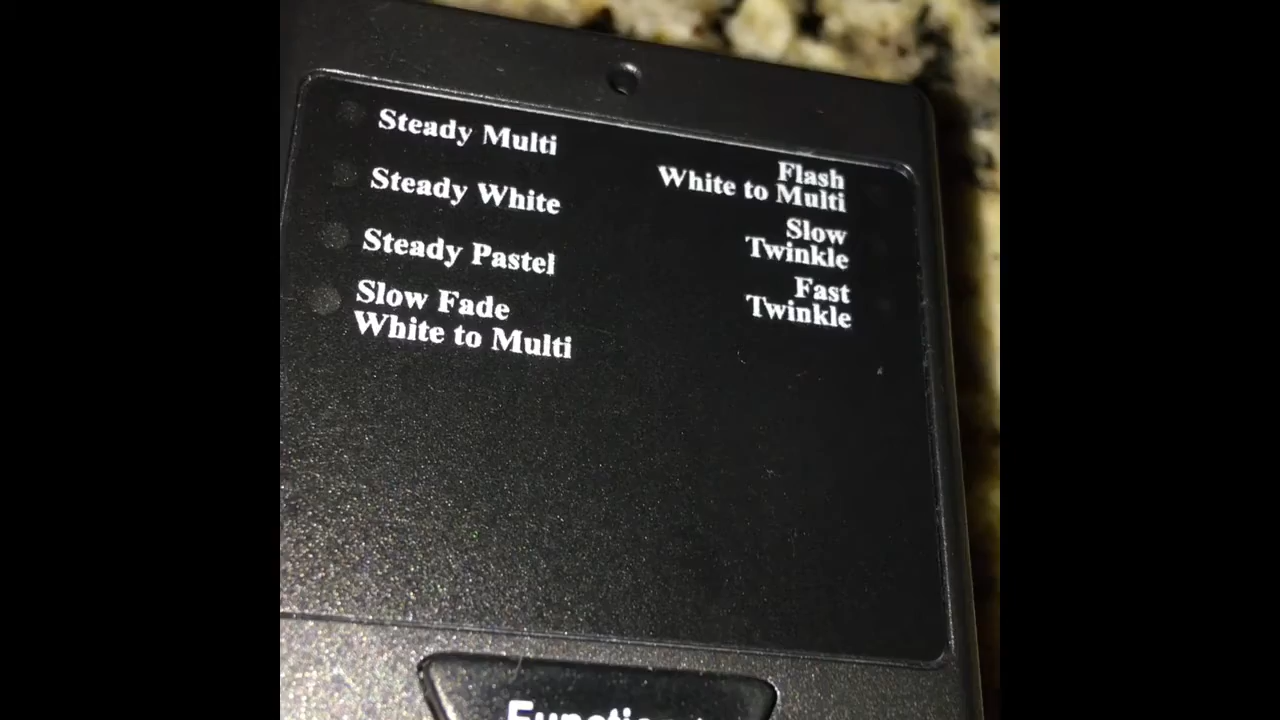 Steady Multi
Steady White
Steady Pastel
Slow Fade
White to Multi
Flash
White to Multi
Slow
Twinkle
Fast
Twinkle